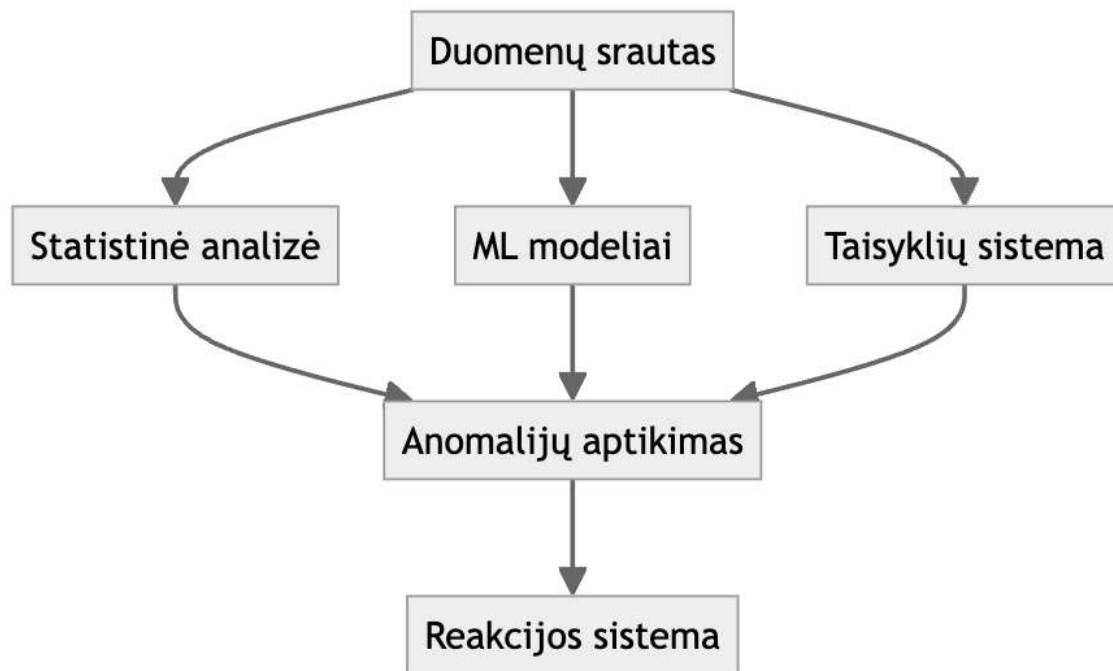 Duomenų srautas
Statistinė analizė
ML modeliai
Taisyklių sistema
Anomalijų aptikimas
Reakcijos sistema